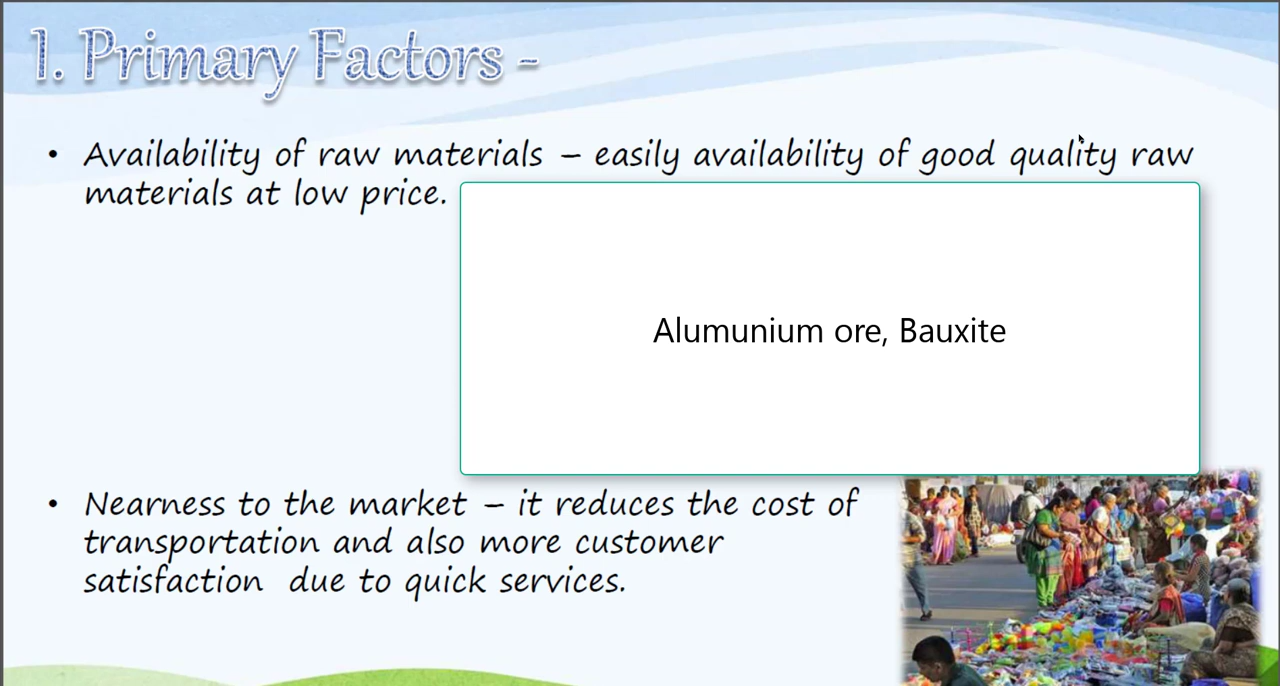 1. Primary Factors -
• Availability of raw materials – easily availability of good quality raw
materials at low price.
Alumunium ore, Bauxite
• Nearness to the market – it reduces the cost of
transportation and also more customer
satisfaction due to quick services.